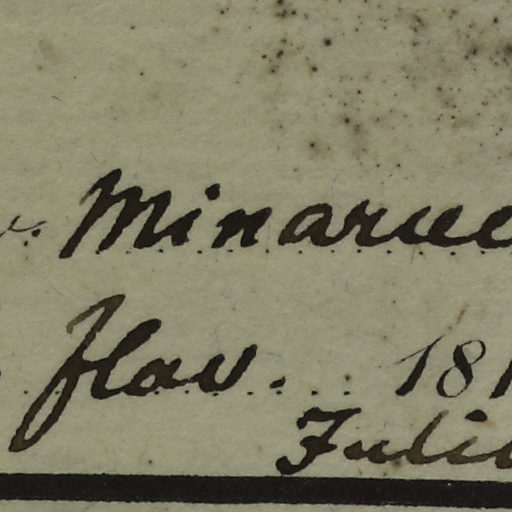 v. Minarue
flav. 181
Juli